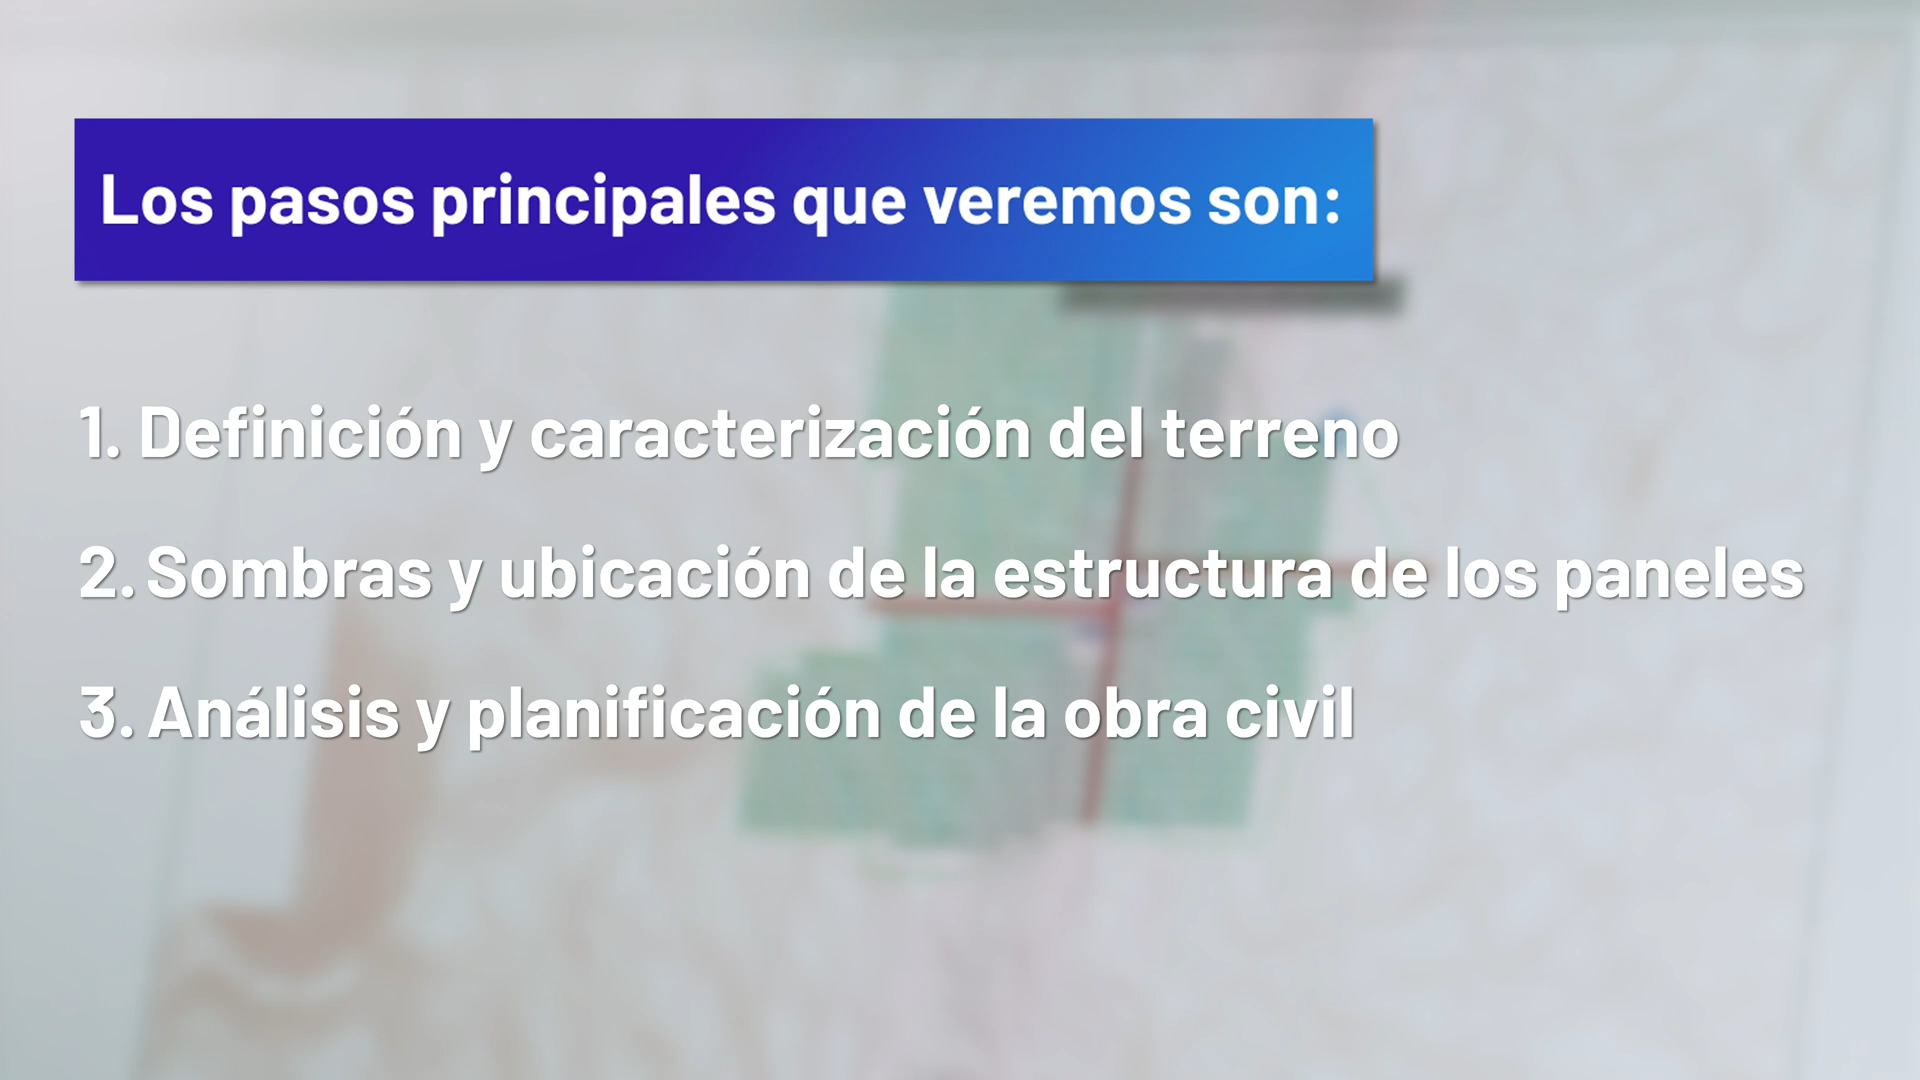 Los pasos principales que veremos son:
1. Definición y caracterización del terreno
2. Sombras y ubicación de la estructura de los paneles
3. Análisis y planificación de la obra civil